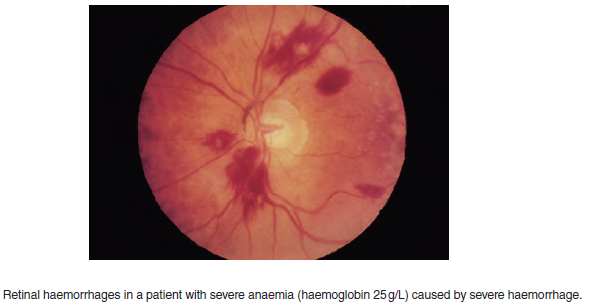 Retinal haemorrhages in a patient with severe anaemia (haemoglobin 25 g/L) caused by severe haemorrhage.